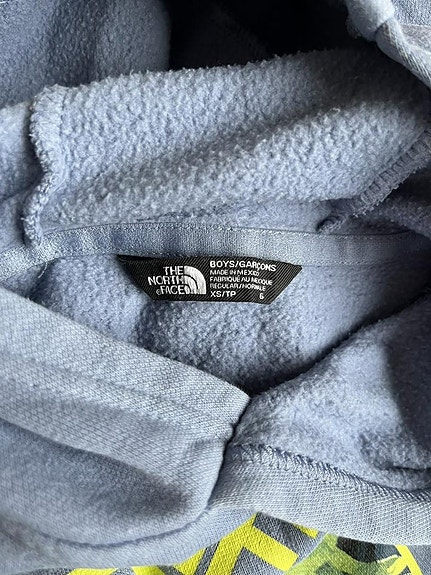 THE
NORTH
FACE
BOYS/GARÇONS
MADE IN MEXICO
FABRIQUÉ AU MEXIQUE
REGULAR/NORMALE
XS/TP 6